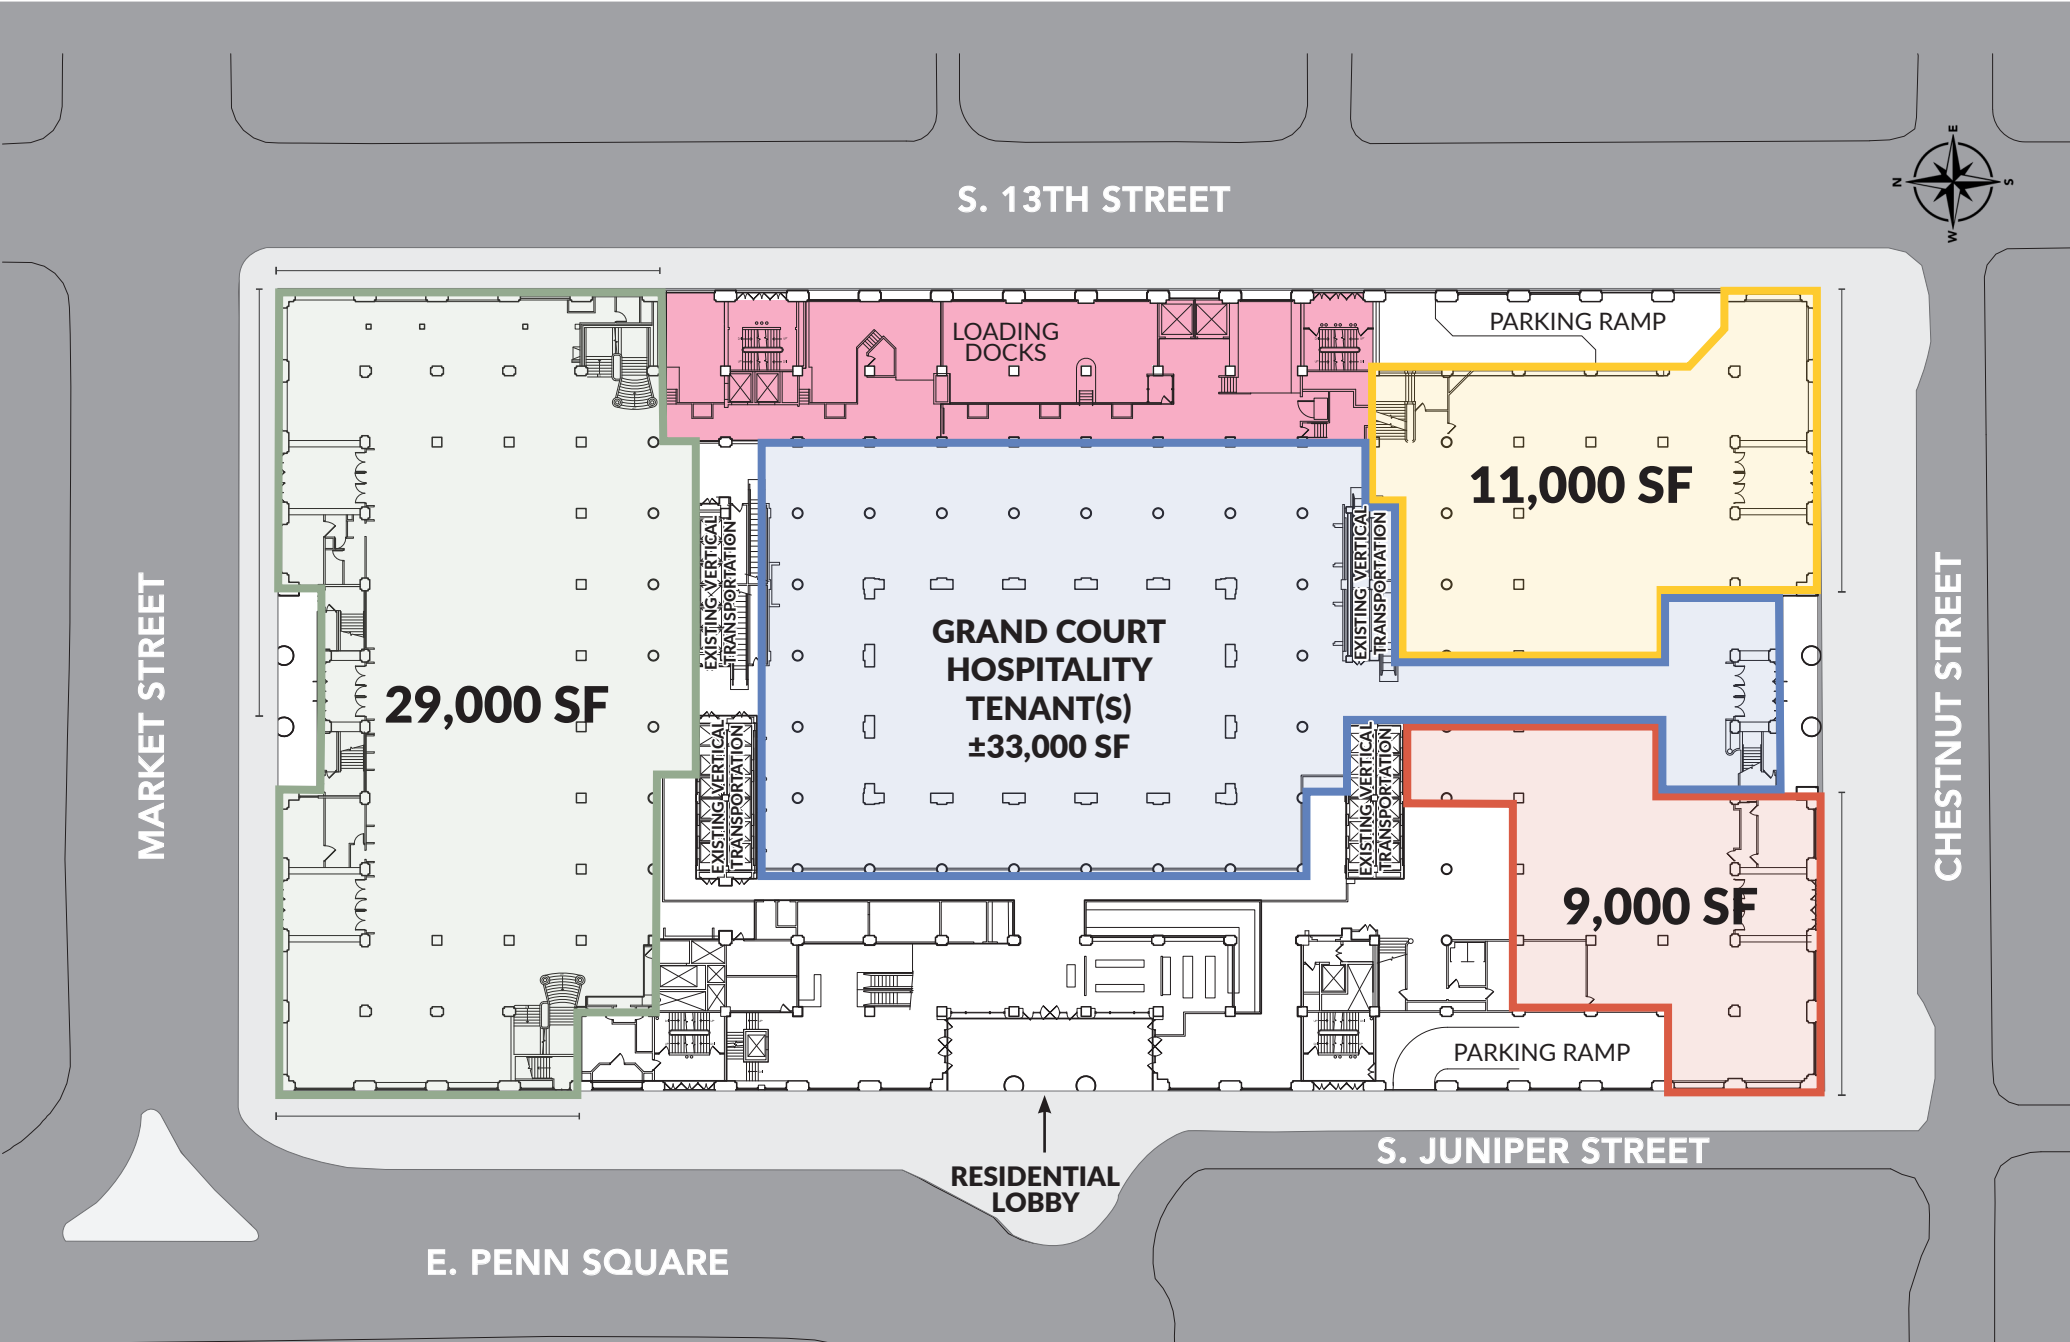 E
N
S
W
S. 13TH STREET
LOADING
DOCKS
PARKING RAMP
11,000 SF
EXISTING VERTICAL
TRANSPORTATION
EXISTING VERTICAL
TRANSPORTATION
MARKET STREET
CHESTNUT STREET
29,000 SF
GRAND COURT
HOSPITALITY
TENANT(S)
±33,000 SF
EXISTING VERTICAL
TRANSPORTATION
EXISTING VERTICAL
TRANSPORTATION
9,000 SF
PARKING RAMP
S. JUNIPER STREET
RESIDENTIAL
LOBBY
E. PENN SQUARE